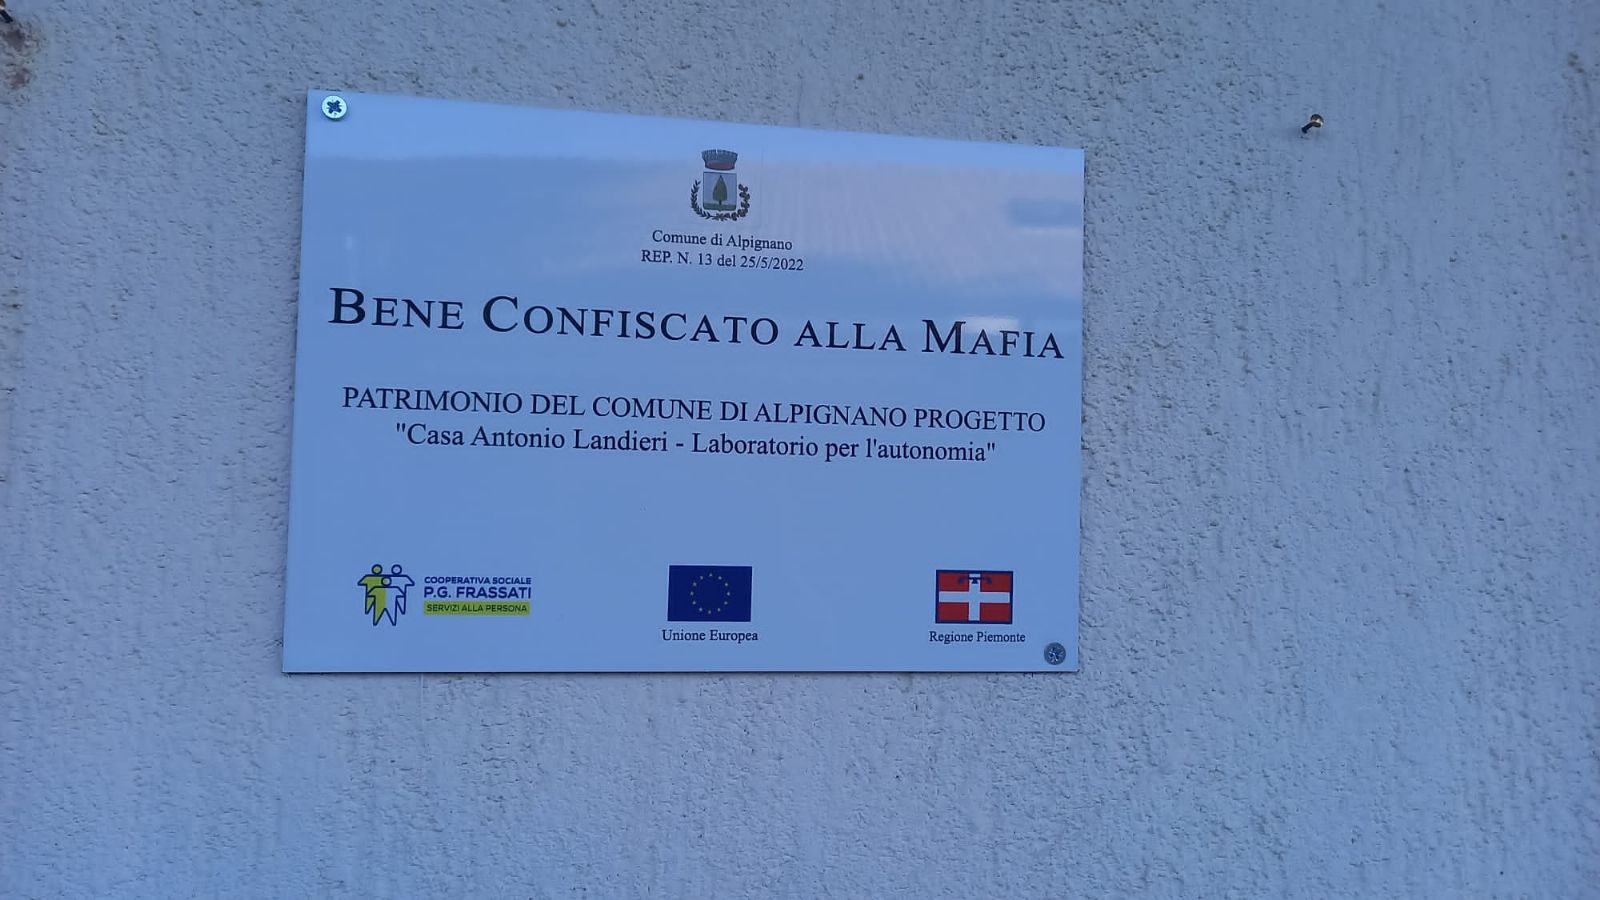 Comune di Alpignano
REP. N. 13 del 25/5/2022
BENE CONFISCATO ALLA MAFIA
PATRIMONIO DEL COMUNE DI ALPIGNANO PROGETTO
"Casa Antonio Landieri - Laboratorio per l'autonomia"
COOPERATIVA SOCIALE
P.G. FRASSATI
SERVIZI ALLA PERSONA
Unione Europea
Regione Piemonte